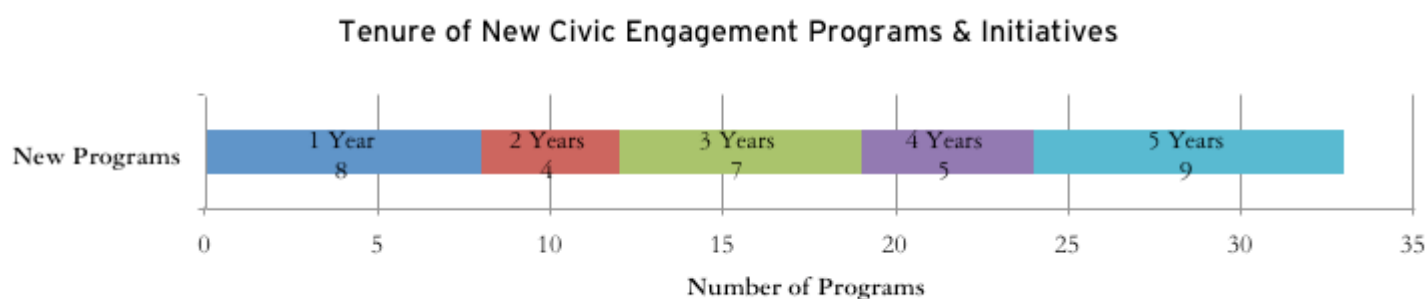 Tenure of New Civic Engagement Programs & Initiatives
New Programs
1 Year 2 Years 3 Years 4 Years 5 Years
8 4 7 5 9
0 5 10 15 20 25 30 35
Number of Programs